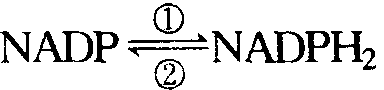 ①
NADP ⇌ NADPH₂
②